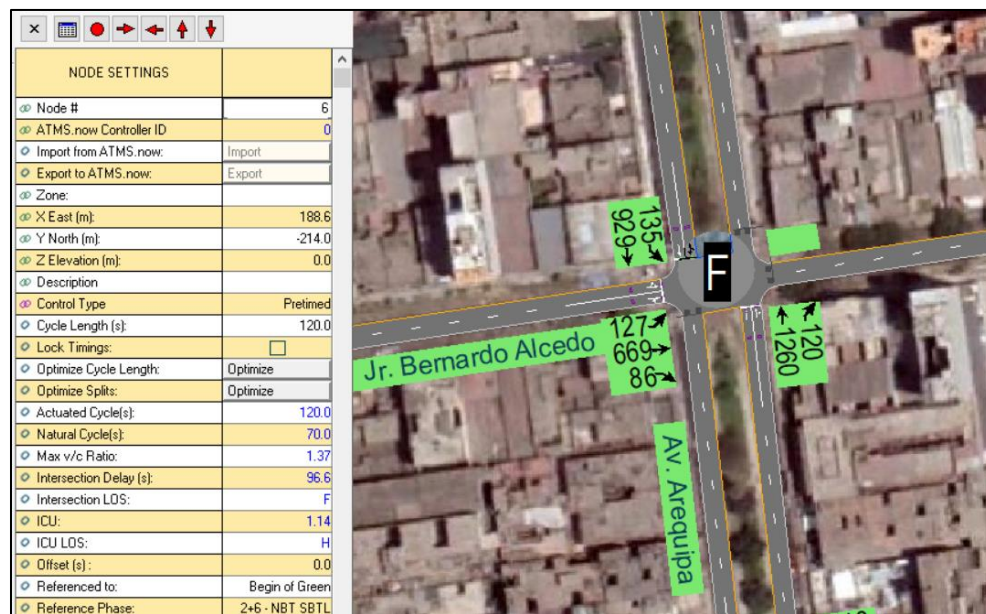 NODE SETTINGS
Node # 6
ATMS.now Controller ID 0
Import from ATMS.now: Import
Export to ATMS.now: Export
Zone:
X East (m): 188.6
Y North (m): -214.0
Z Elevation (m): 0.0
Description
Control Type Pretimed
Cycle Length (s): 120.0
Lock Timings:
Optimize Cycle Length: Optimize
Optimize Splits: Optimize
Actuated Cycle(s): 120.0
Natural Cycle(s): 70.0
Max v/c Ratio: 1.37
Intersection Delay (s): 96.6
Intersection LOS: F
ICU: 1.14
ICU LOS: H
Offset (s) : 0.0
Referenced to: Begin of Green
Reference Phase: 2+6 - NBT SBTL
135
929
F
127
669
86
120
1260
Jr. Bernardo Alcedo
Av. Arequipa